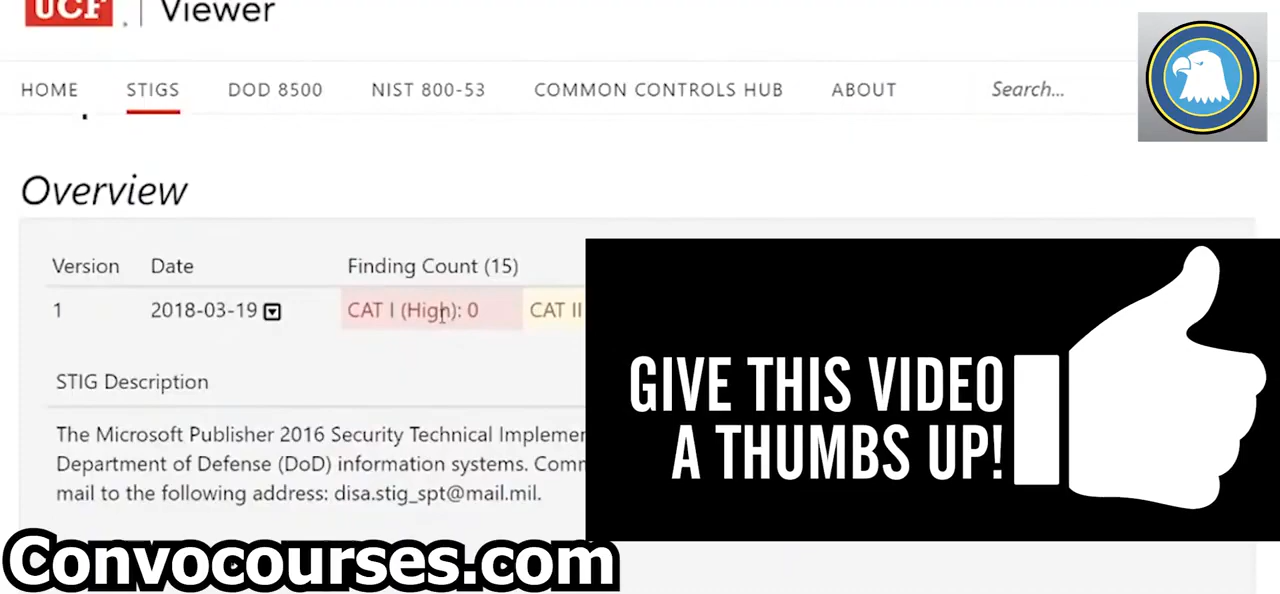 UCF Viewer
HOME STIGS DOD 8500 NIST 800-53 COMMON CONTROLS HUB ABOUT Search...
Overview
Version Date Finding Count (15)
1 2018-03-19 CAT I (High): 0 CAT II
STIG Description
The Microsoft Publisher 2016 Security Technical Implemen
Department of Defense (DoD) information systems. Comm
mail to the following address: disa.stig_spt@mail.mil.
GIVE THIS VIDEO
A THUMBS UP!
Convocourses.com